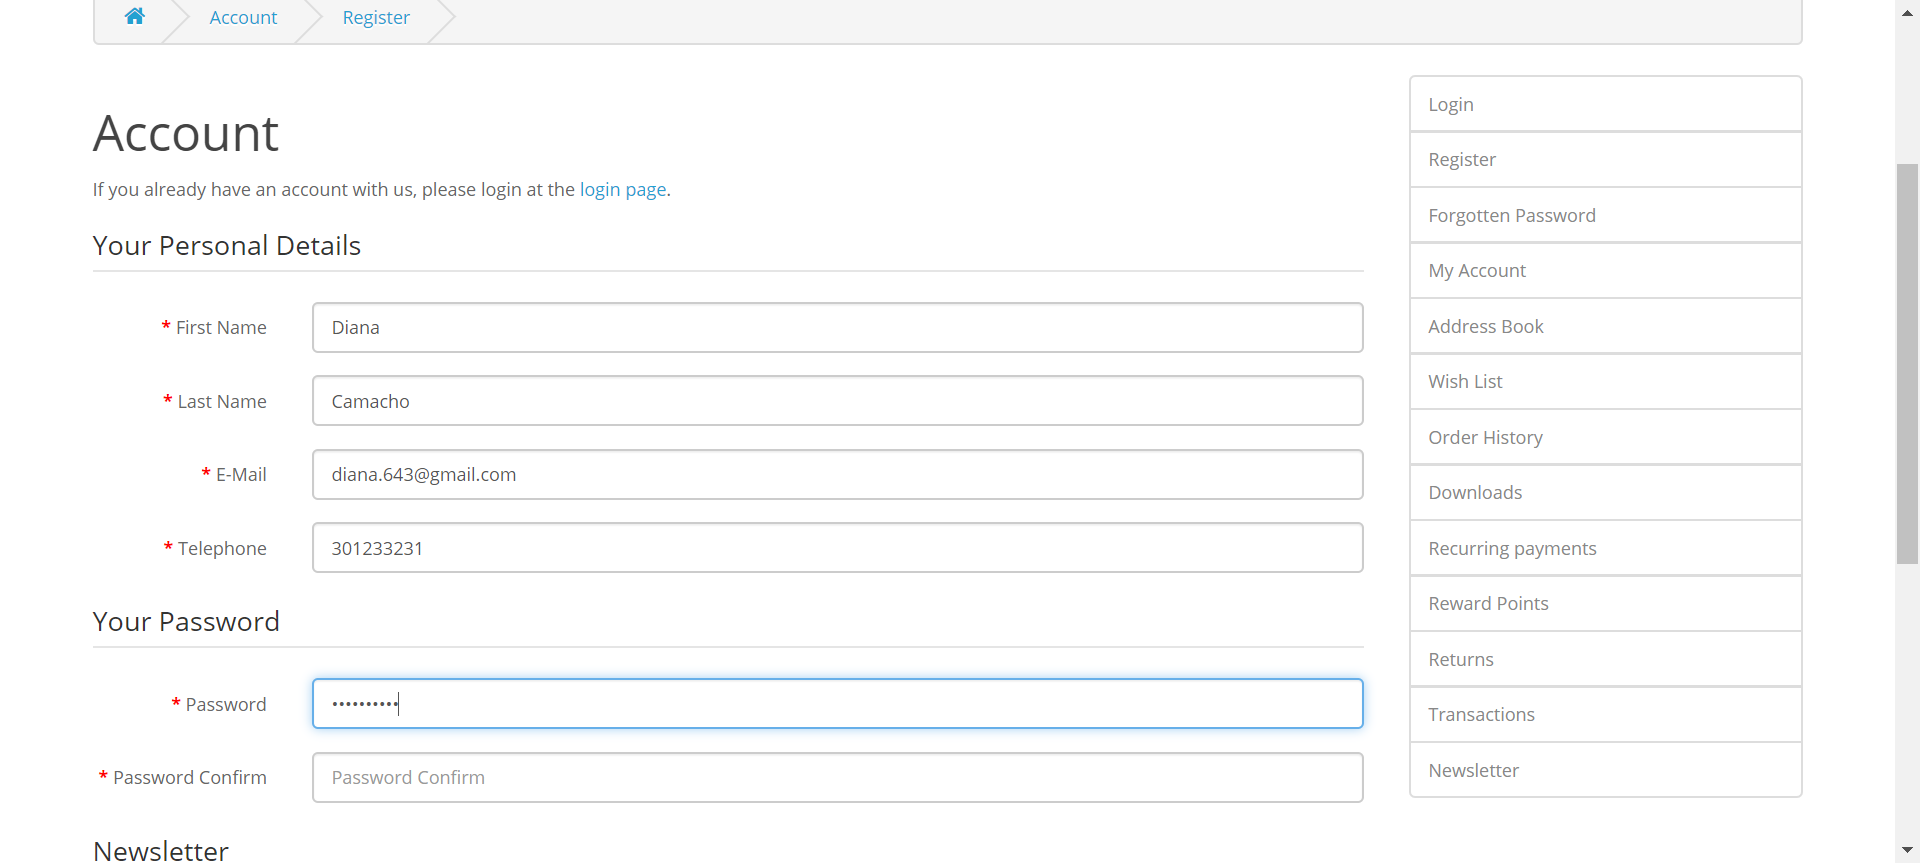 Account
Register
Account
If you already have an account with us, please login at the login page.
Your Personal Details
* First Name
Diana
* Last Name
Camacho
* E-Mail
diana.643@gmail.com
* Telephone
301233231
Your Password
* Password
••••••••••
* Password Confirm
Password Confirm
Newsletter
Login
Register
Forgotten Password
My Account
Address Book
Wish List
Order History
Downloads
Recurring payments
Reward Points
Returns
Transactions
Newsletter